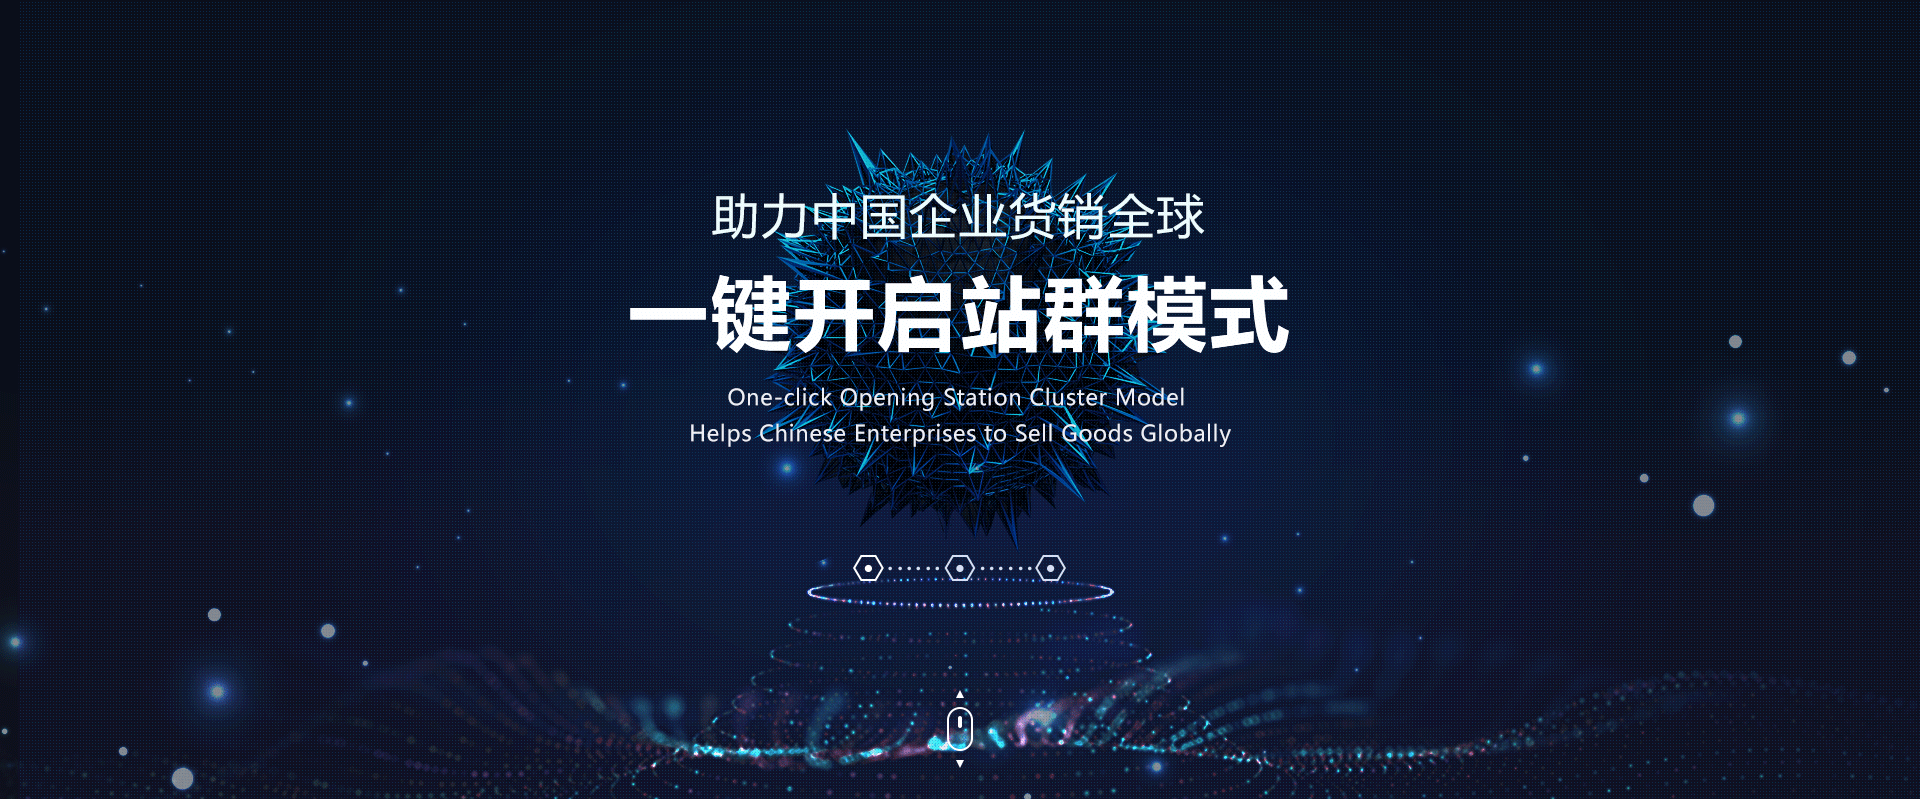 助力中国企业货销全球
一键开启站群模式
One-click Opening Station Cluster Model
Helps Chinese Enterprises to Sell Goods Globally